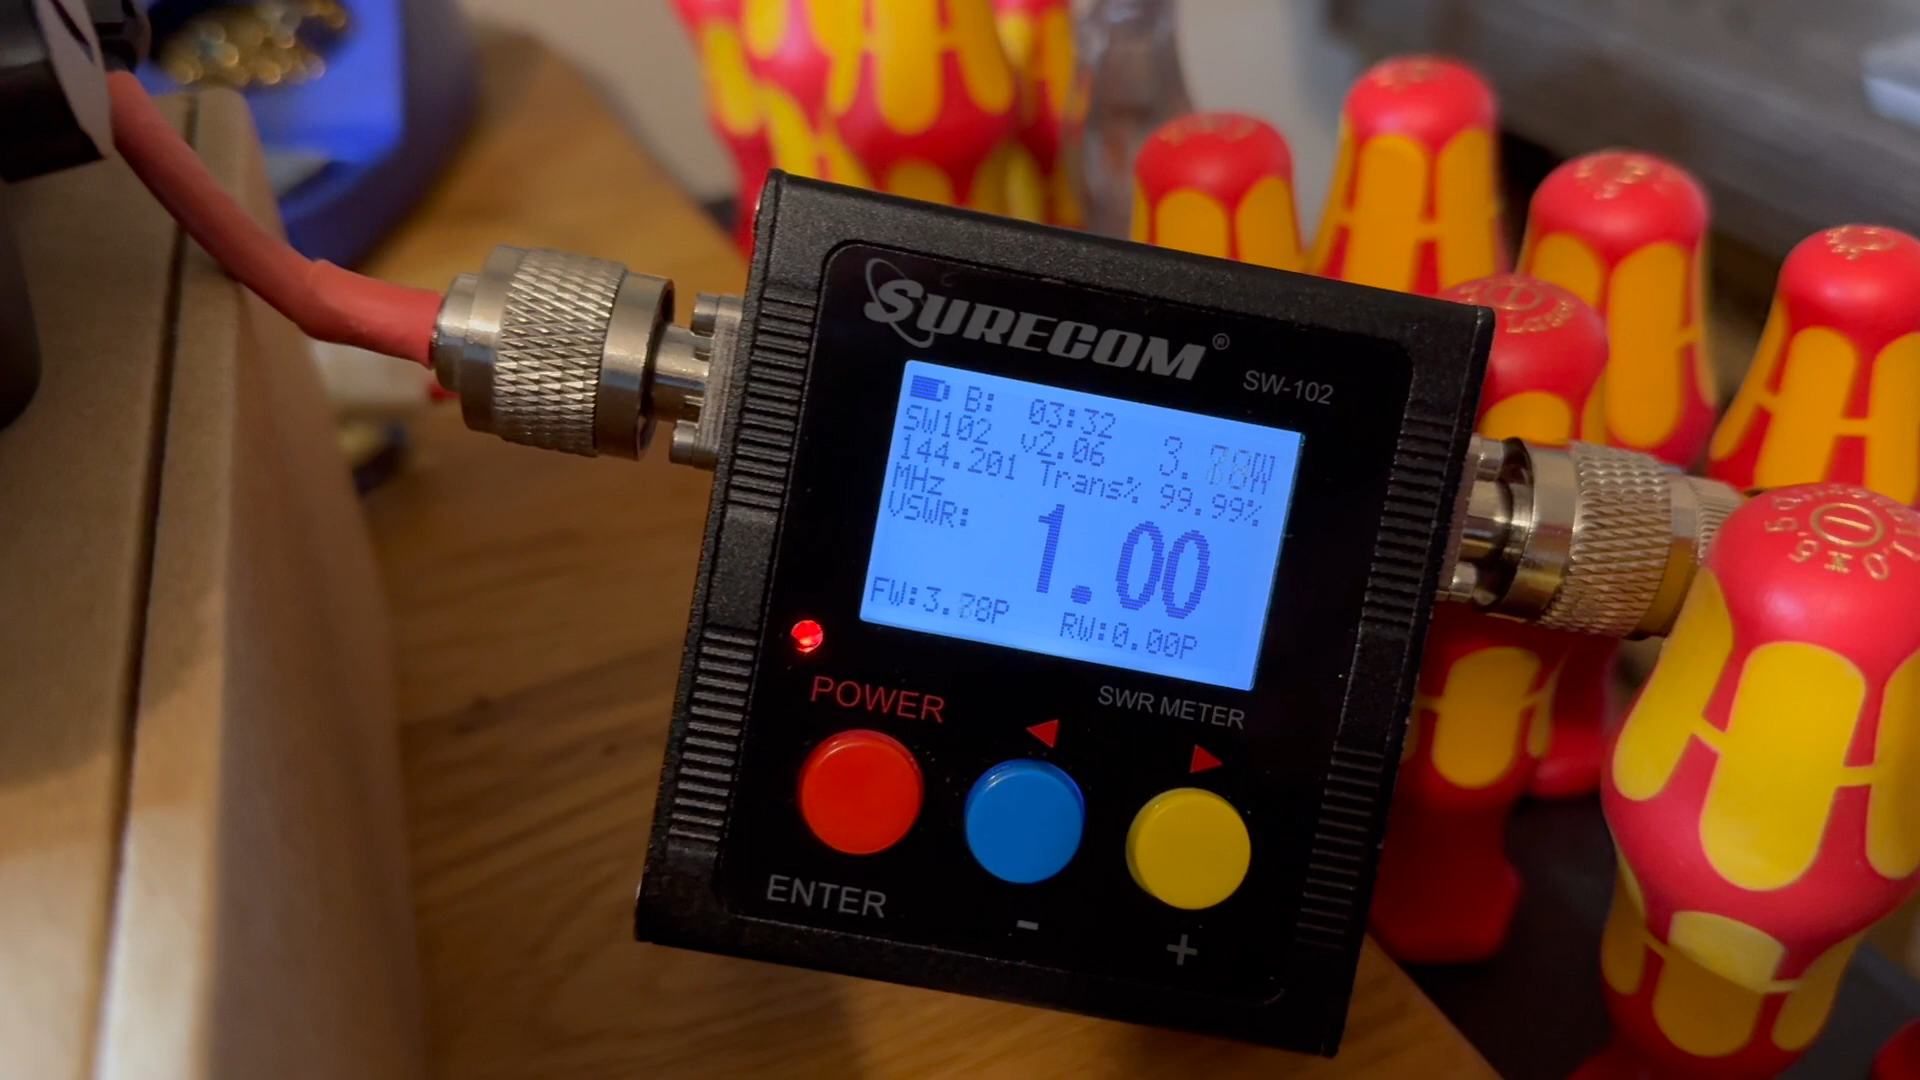 SURECOM®
SW-102
B: 03:32
SW102 v2.06 3.78W
144.201 Trans% 99.99%
MHz
VSWR: 1.00
FW:3.78P RW:0.00P
POWER
SWR METER
ENTER
-
+